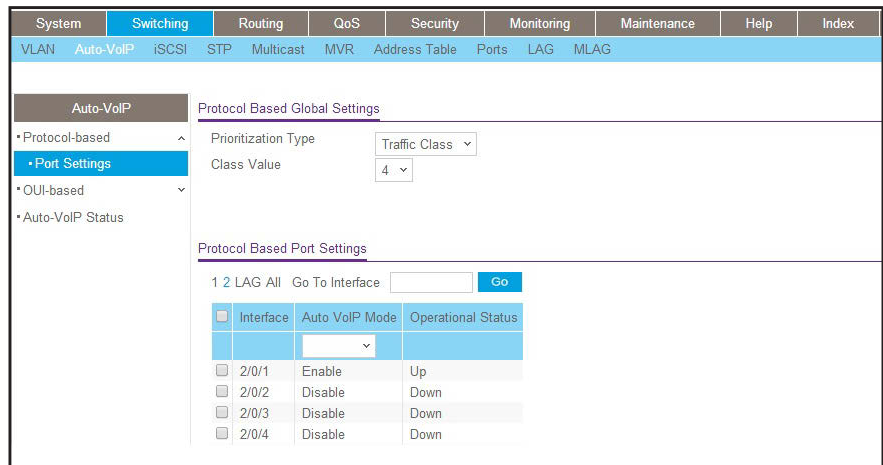 System Switching Routing QoS Security Monitoring Maintenance Help Index
VLAN Auto-VoIP iSCSI STP Multicast MVR Address Table Ports LAG MLAG
Auto-VoIP
Protocol-based
Port Settings
OUI-based
Auto-VoIP Status
Protocol Based Global Settings
Prioritization Type Traffic Class
Class Value 4
Protocol Based Port Settings
1 2 LAG All Go To Interface Go
Interface Auto VoIP Mode Operational Status
2/0/1 Enable Up
2/0/2 Disable Down
2/0/3 Disable Down
2/0/4 Disable Down